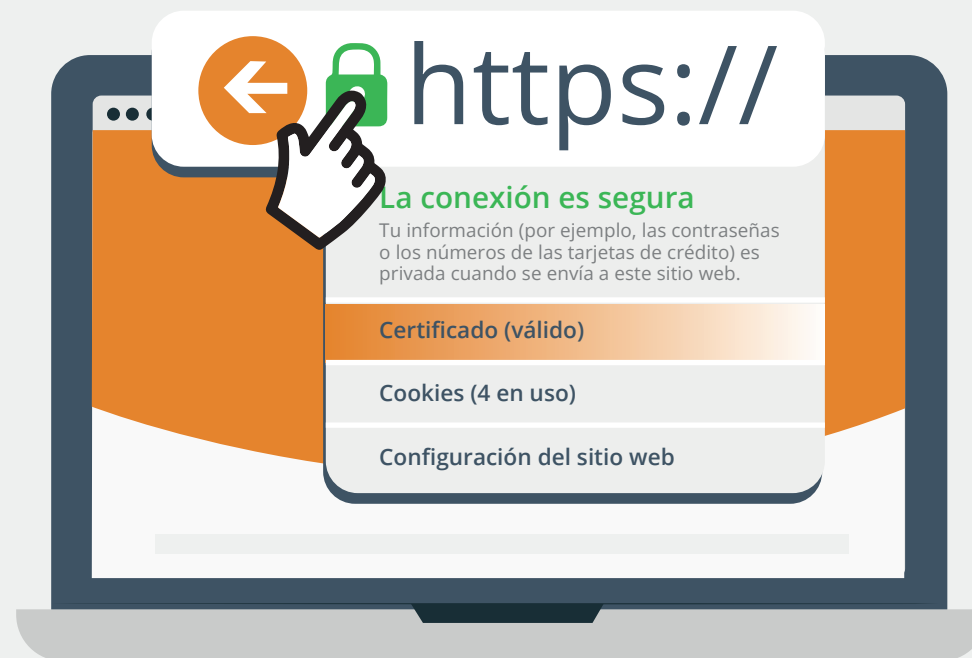 https://
La conexión es segura
Tu información (por ejemplo, las contraseñas
o los números de las tarjetas de crédito) es
privada cuando se envía a este sitio web.
Certificado (válido)
Cookies (4 en uso)
Configuración del sitio web